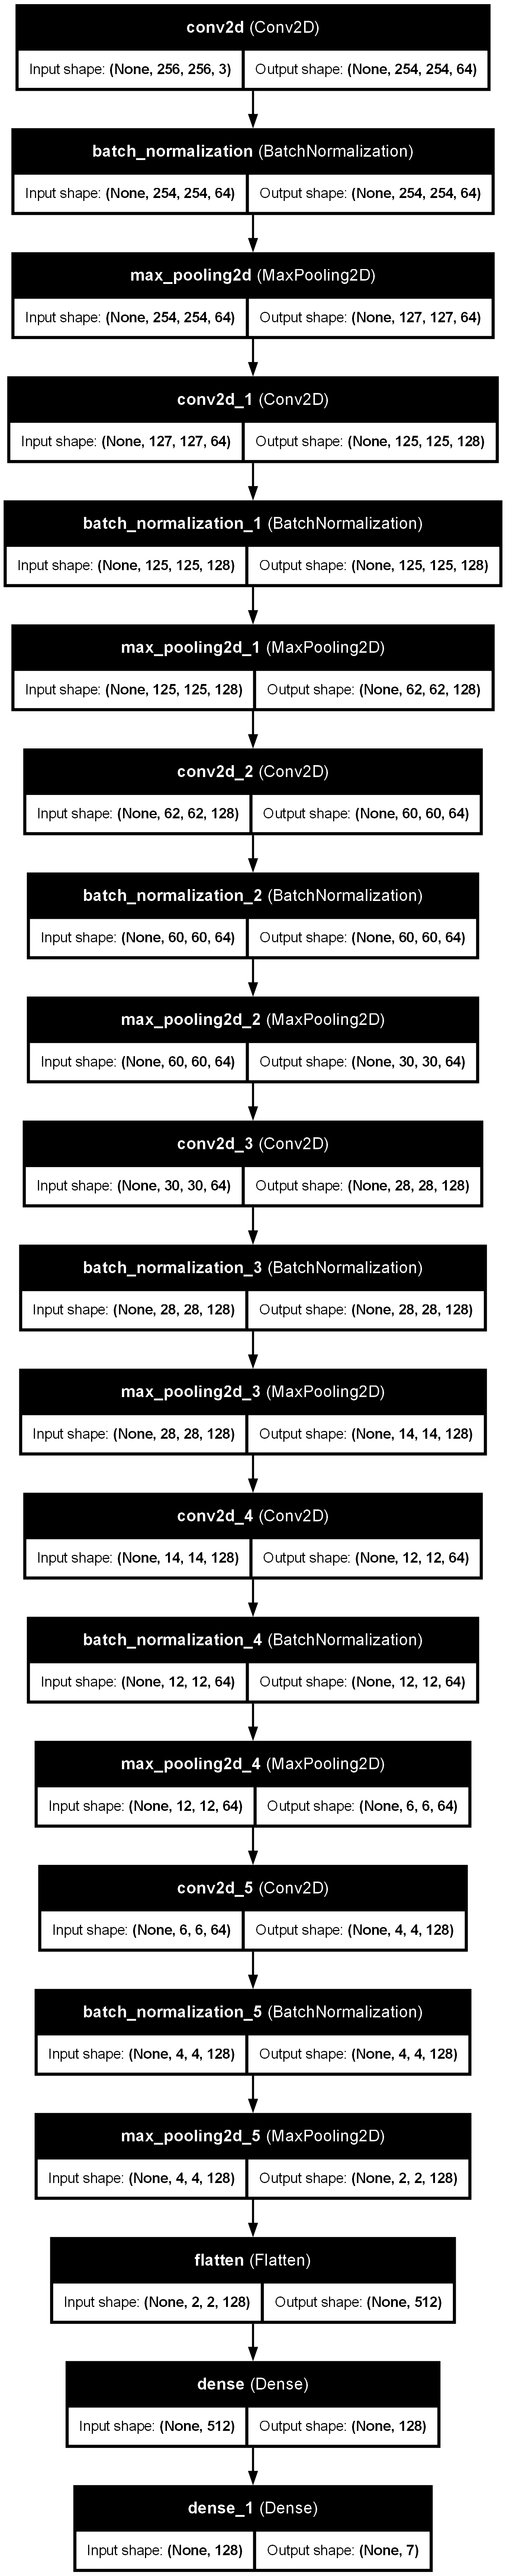 conv2d (Conv2D)
Input shape: (None, 256, 256, 3) Output shape: (None, 254, 254, 64)
batch_normalization (BatchNormalization)
Input shape: (None, 254, 254, 64) Output shape: (None, 254, 254, 64)
max_pooling2d (MaxPooling2D)
Input shape: (None, 254, 254, 64) Output shape: (None, 127, 127, 64)
conv2d_1 (Conv2D)
Input shape: (None, 127, 127, 64) Output shape: (None, 125, 125, 128)
batch_normalization_1 (BatchNormalization)
Input shape: (None, 125, 125, 128) Output shape: (None, 125, 125, 128)
max_pooling2d_1 (MaxPooling2D)
Input shape: (None, 125, 125, 128) Output shape: (None, 62, 62, 128)
conv2d_2 (Conv2D)
Input shape: (None, 62, 62, 128) Output shape: (None, 60, 60, 64)
batch_normalization_2 (BatchNormalization)
Input shape: (None, 60, 60, 64) Output shape: (None, 60, 60, 64)
max_pooling2d_2 (MaxPooling2D)
Input shape: (None, 60, 60, 64) Output shape: (None, 30, 30, 64)
conv2d_3 (Conv2D)
Input shape: (None, 30, 30, 64) Output shape: (None, 28, 28, 128)
batch_normalization_3 (BatchNormalization)
Input shape: (None, 28, 28, 128) Output shape: (None, 28, 28, 128)
max_pooling2d_3 (MaxPooling2D)
Input shape: (None, 28, 28, 128) Output shape: (None, 14, 14, 128)
conv2d_4 (Conv2D)
Input shape: (None, 14, 14, 128) Output shape: (None, 12, 12, 64)
batch_normalization_4 (BatchNormalization)
Input shape: (None, 12, 12, 64) Output shape: (None, 12, 12, 64)
max_pooling2d_4 (MaxPooling2D)
Input shape: (None, 12, 12, 64) Output shape: (None, 6, 6, 64)
conv2d_5 (Conv2D)
Input shape: (None, 6, 6, 64) Output shape: (None, 4, 4, 128)
batch_normalization_5 (BatchNormalization)
Input shape: (None, 4, 4, 128) Output shape: (None, 4, 4, 128)
max_pooling2d_5 (MaxPooling2D)
Input shape: (None, 4, 4, 128) Output shape: (None, 2, 2, 128)
flatten (Flatten)
Input shape: (None, 2, 2, 128) Output shape: (None, 512)
dense (Dense)
Input shape: (None, 512) Output shape: (None, 128)
dense_1 (Dense)
Input shape: (None, 128) Output shape: (None, 7)